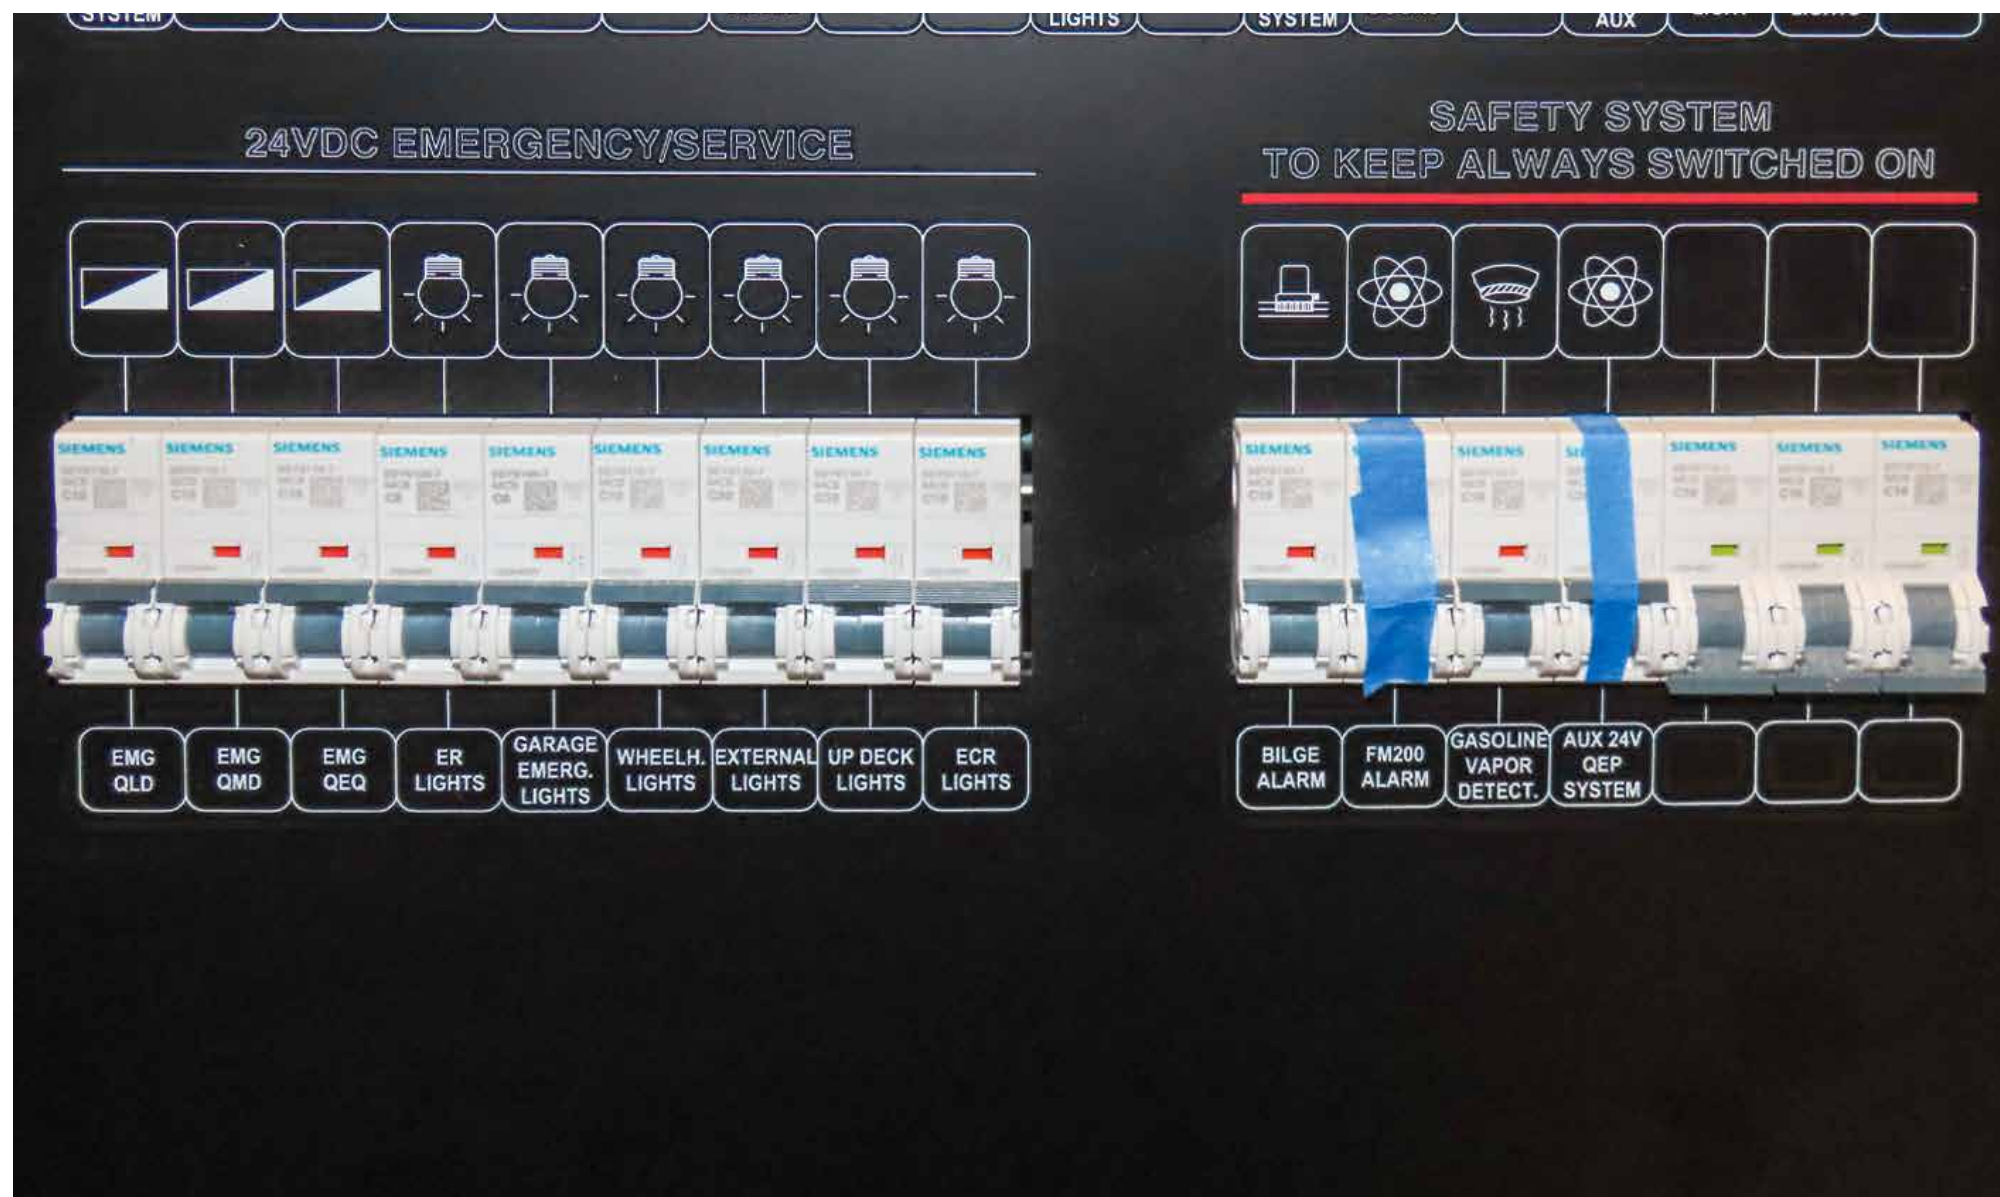 SYSTEM
LIGHTS
SYSTEM
AUX
24VDC EMERGENCY/SERVICE
SAFETY SYSTEM
TO KEEP ALWAYS SWITCHED ON
SIEMENS
SIEMENS
SIEMENS
SIEMENS
SIEMENS
SIEMENS
SIEMENS
SIEMENS
SIEMENS
SIEMENS
SIEMENS
SIEMENS
SIEMENS
SIEMENS
EMG
QLD
EMG
QMD
EMG
QEQ
ER
LIGHTS
GARAGE
EMERG.
LIGHTS
WHEELH.
LIGHTS
EXTERNAL
LIGHTS
UP DECK
LIGHTS
ECR
LIGHTS
BILGE
ALARM
FM200
ALARM
GASOLINE
VAPOR
DETECT.
AUX 24V
QEP
SYSTEM